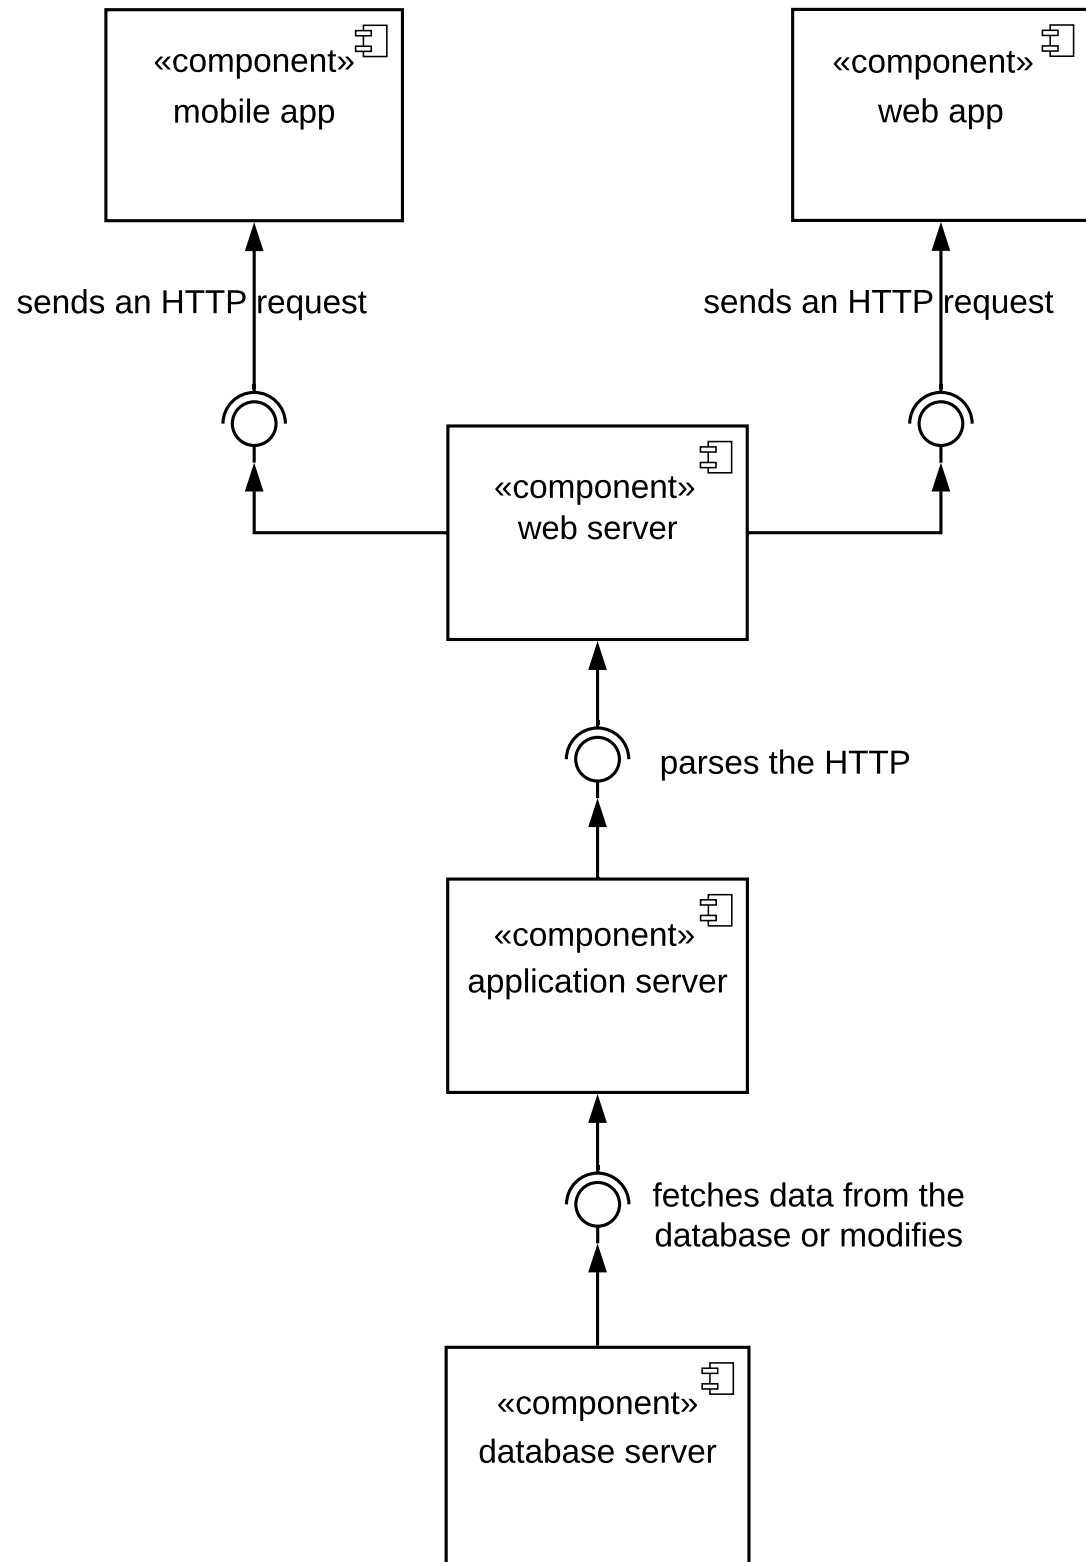 «component»
mobile app
«component»
web app
sends an HTTP request
sends an HTTP request
«component»
web server
parses the HTTP
«component»
application server
fetches data from the
database or modifies
«component»
database server